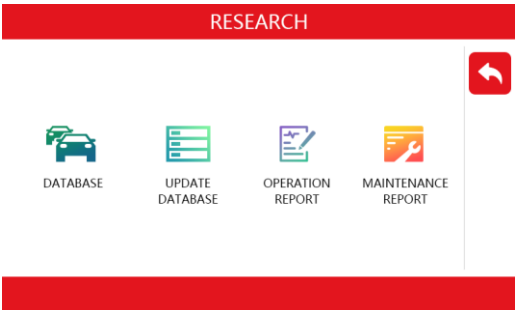 RESEARCH
DATABASE
UPDATE
DATABASE
OPERATION
REPORT
MAINTENANCE
REPORT